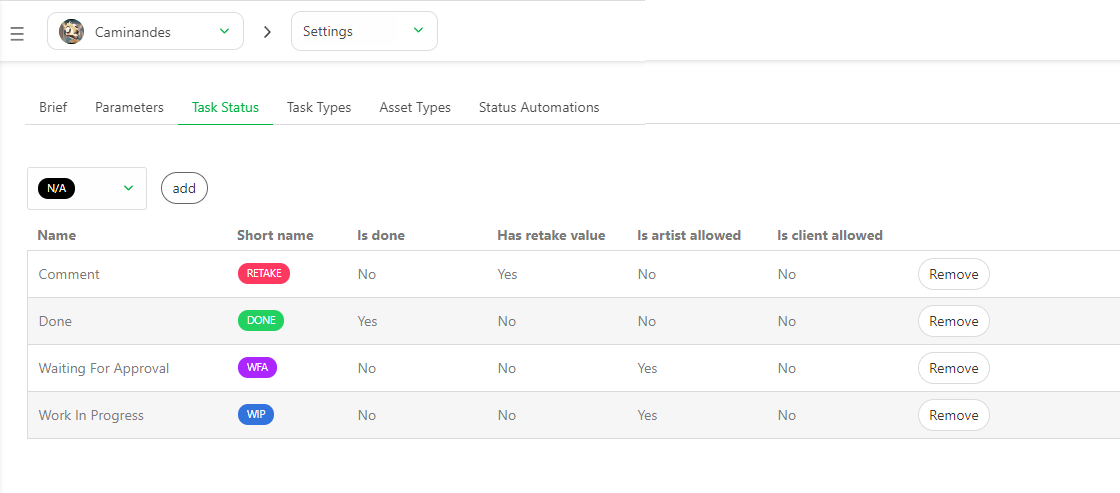 Caminandes Settings
Brief Parameters Task Status Task Types Asset Types Status Automations
N/A add
Name Short name Is done Has retake value Is artist allowed Is client allowed
Comment RETAKE No Yes No No Remove
Done DONE Yes No No No Remove
Waiting For Approval WFA No No Yes No Remove
Work In Progress WIP No No Yes No Remove